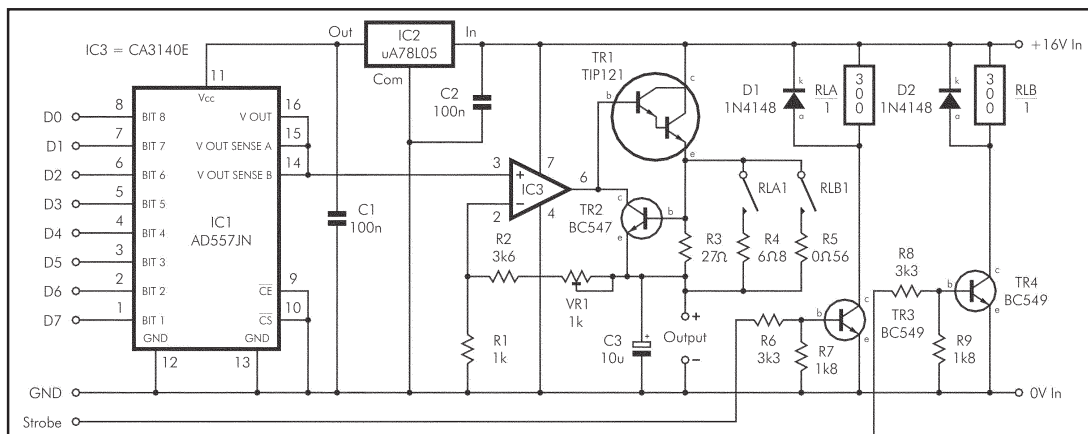 IC3 = CA3140E
Out
IC2
uA78L05
In
Com
+16V In
TR1
TIP121
c
b
e
D1
1N4148
k
a
RLA
1
300
D2
1N4148
k
a
RLB
1
300
11
Vcc
D0
8
BIT 8
D1
7
BIT 7
D2
6
BIT 6
D3
5
BIT 5
D4
4
BIT 4
D5
3
BIT 3
D6
2
BIT 2
D7
1
BIT 1
V OUT
16
V OUT SENSE A
15
V OUT SENSE B
14
IC1
AD557JN
CE
9
CS
10
GND
12
GND
13
C1
100n
C2
100n
3
+
2
−
IC3
7
6
4
TR2
BC547
c
b
e
R2
3k6
VR1
1k
R1
1k
C3
10u
+
R3
27Ω
RLA1
R4
6Ω8
RLB1
R5
0Ω56
+
Output
−
R6
3k3
R7
1k8
TR3
BC549
b
c
e
R8
3k3
R9
1k8
TR4
BC549
b
c
e
GND
0V In
Strobe